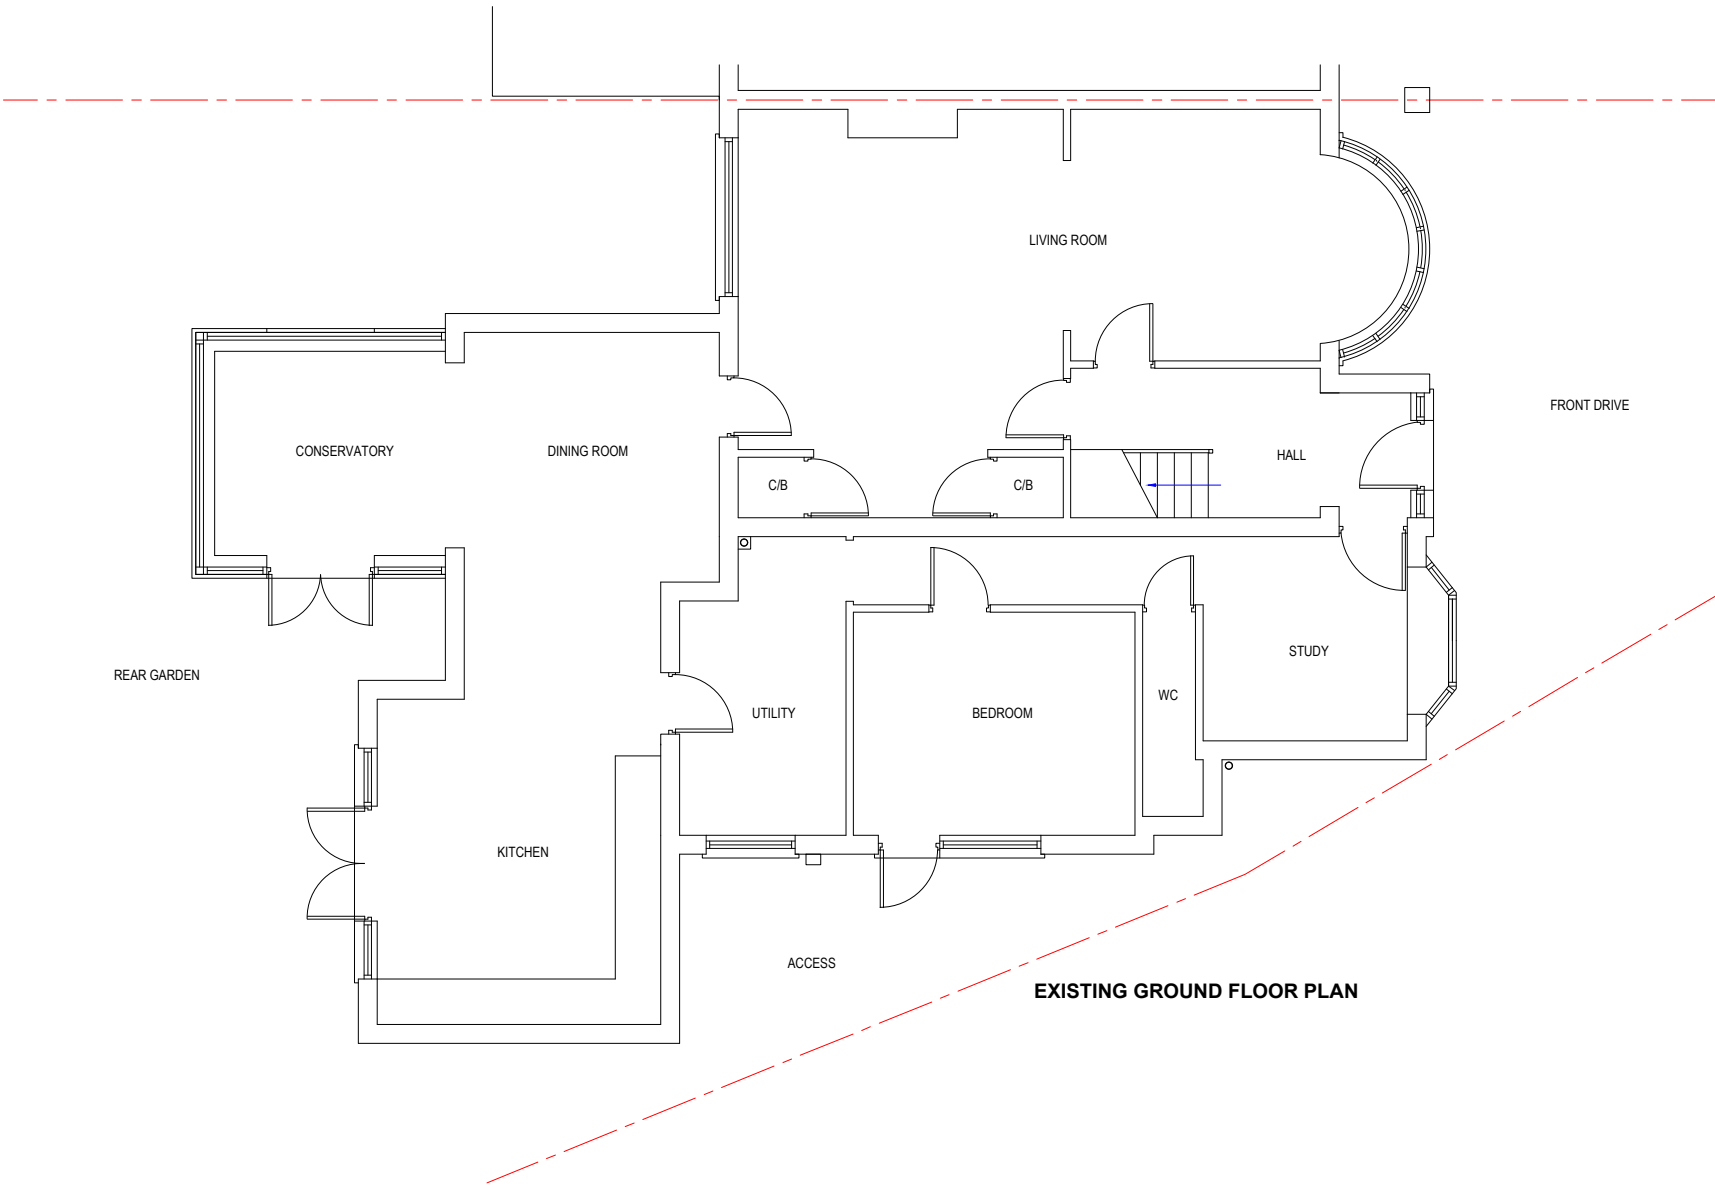 LIVING ROOM
FRONT DRIVE
CONSERVATORY
DINING ROOM
HALL
C/B
C/B
STUDY
REAR GARDEN
WC
UTILITY
BEDROOM
KITCHEN
ACCESS
EXISTING GROUND FLOOR PLAN